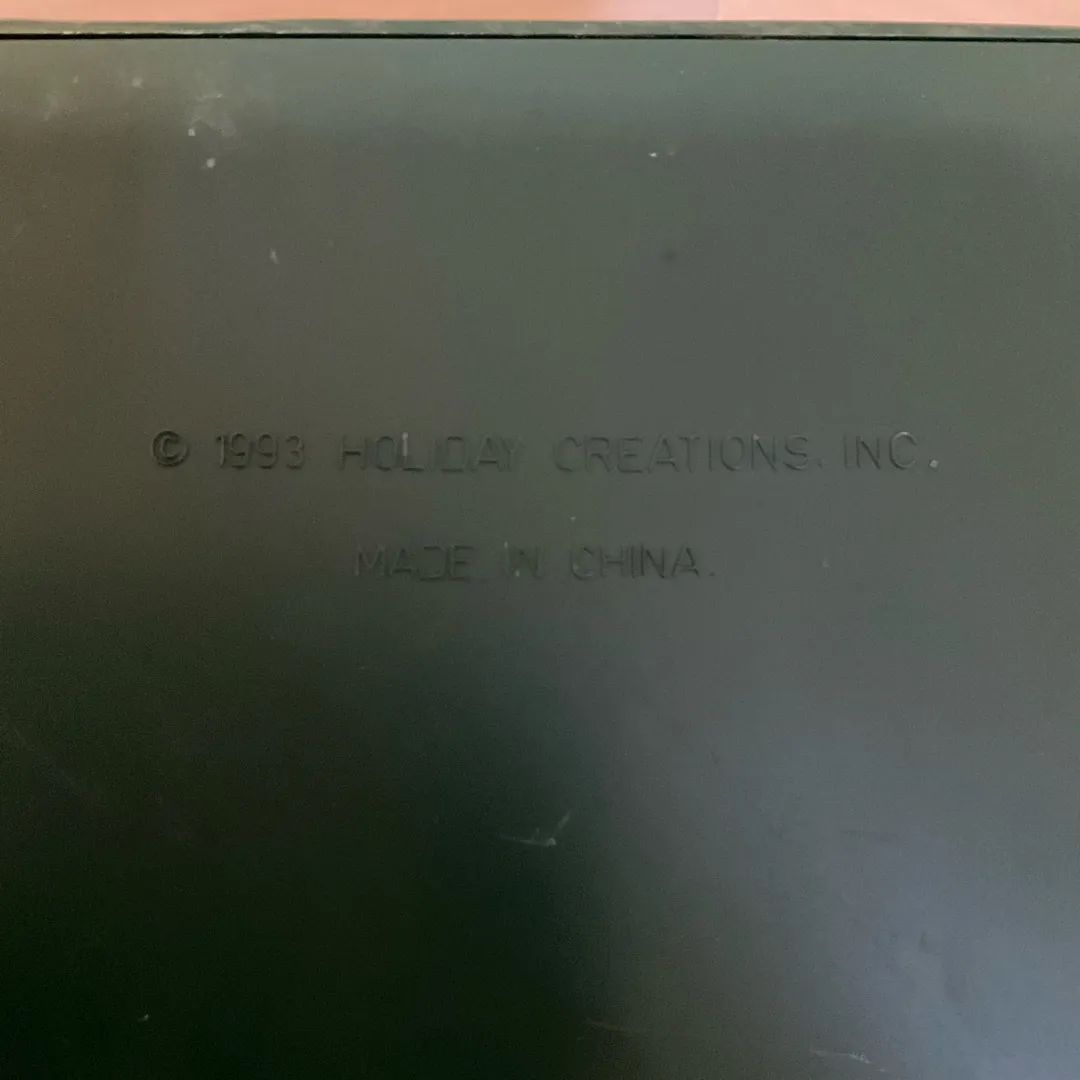 © 1993 HOLIDAY CREATIONS, INC.
MADE IN CHINA.